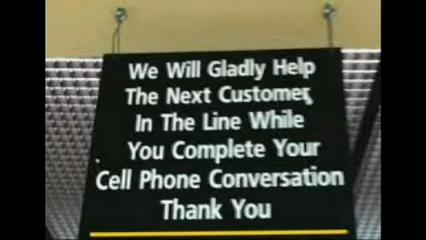 We Will Gladly Help
The Next Customer,
In The Line While
You Complete Your
Cell Phone Conversation
Thank You